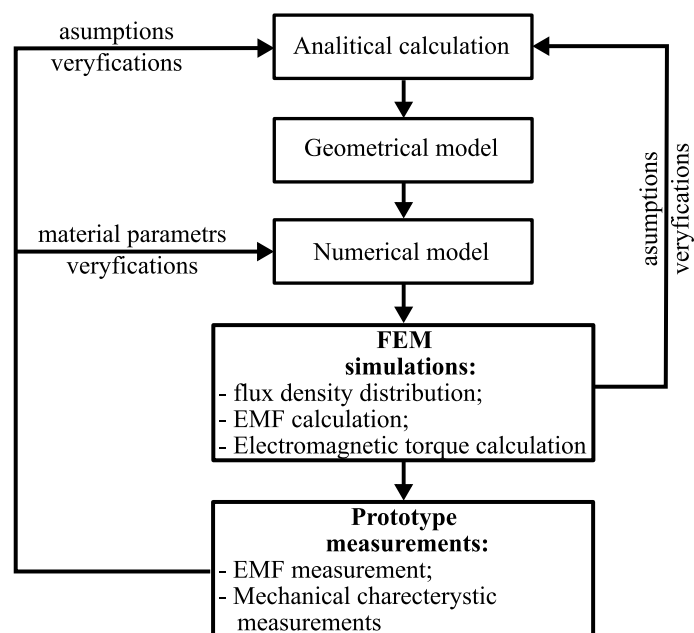 asumptions
veryfications
Analitical calculation
Geometrical model
asumptions
veryfications
material parametrs
veryfications
Numerical model
FEM
simulations:
- flux density distribution;
- EMF calculation;
- Electromagnetic torque calculation
Prototype
measurements:
- EMF measurement;
- Mechanical charecterystic
measurements